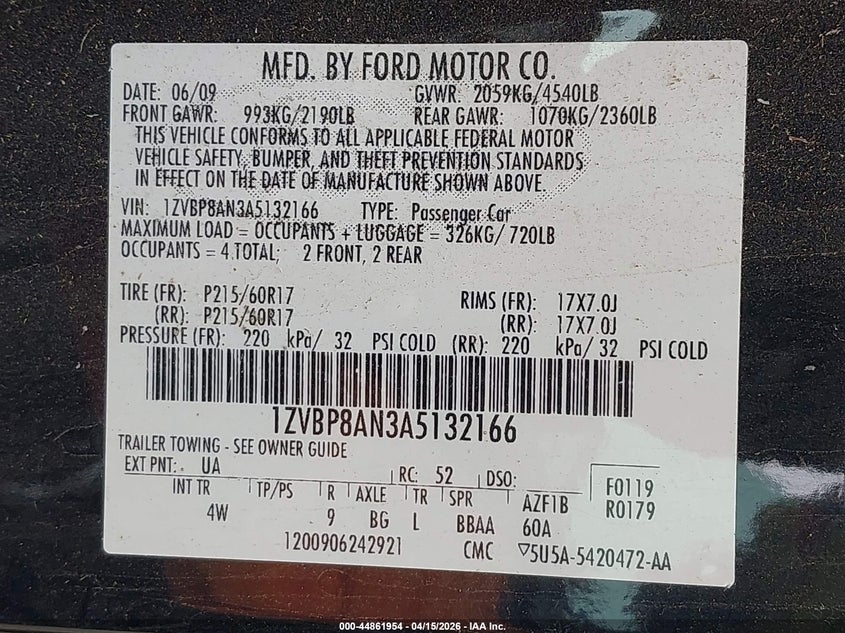 MFD. BY FORD MOTOR CO.
DATE: 06/09 GVWR: 2059KG/4540LB
FRONT GAWR: 993KG/2190LB REAR GAWR: 1070KG/2360LB
THIS VEHICLE CONFORMS TO ALL APPLICABLE FEDERAL MOTOR
VEHICLE SAFETY, BUMPER, AND THEFT PREVENTION STANDARDS
IN EFFECT ON THE DATE OF MANUFACTURE SHOWN ABOVE.
VIN: 1ZVBP8AN3A5132166 TYPE: Passenger Car
MAXIMUM LOAD = OCCUPANTS + LUGGAGE = 326KG/ 720LB
OCCUPANTS = 4 TOTAL; 2 FRONT, 2 REAR
TIRE (FR): P215/60R17 RIMS (FR): 17X7.0J
(RR): P215/60R17 (RR): 17X7.0J
PRESSURE (FR): 220 kPa/ 32 PSI COLD (RR): 220 kPa/ 32 PSI COLD
1ZVBP8AN3A5132166
TRAILER TOWING - SEE OWNER GUIDE
EXT PNT: UA RC: 52 DSO: F0119
INT TR TP/PS R AXLE TR SPR AZF1B R0179
4W 9 BG L BBAA 60A
1200906242921 CMC ▽5U5A-5420472-AA
000-44861954 - 04/15/2026 - IAA Inc.